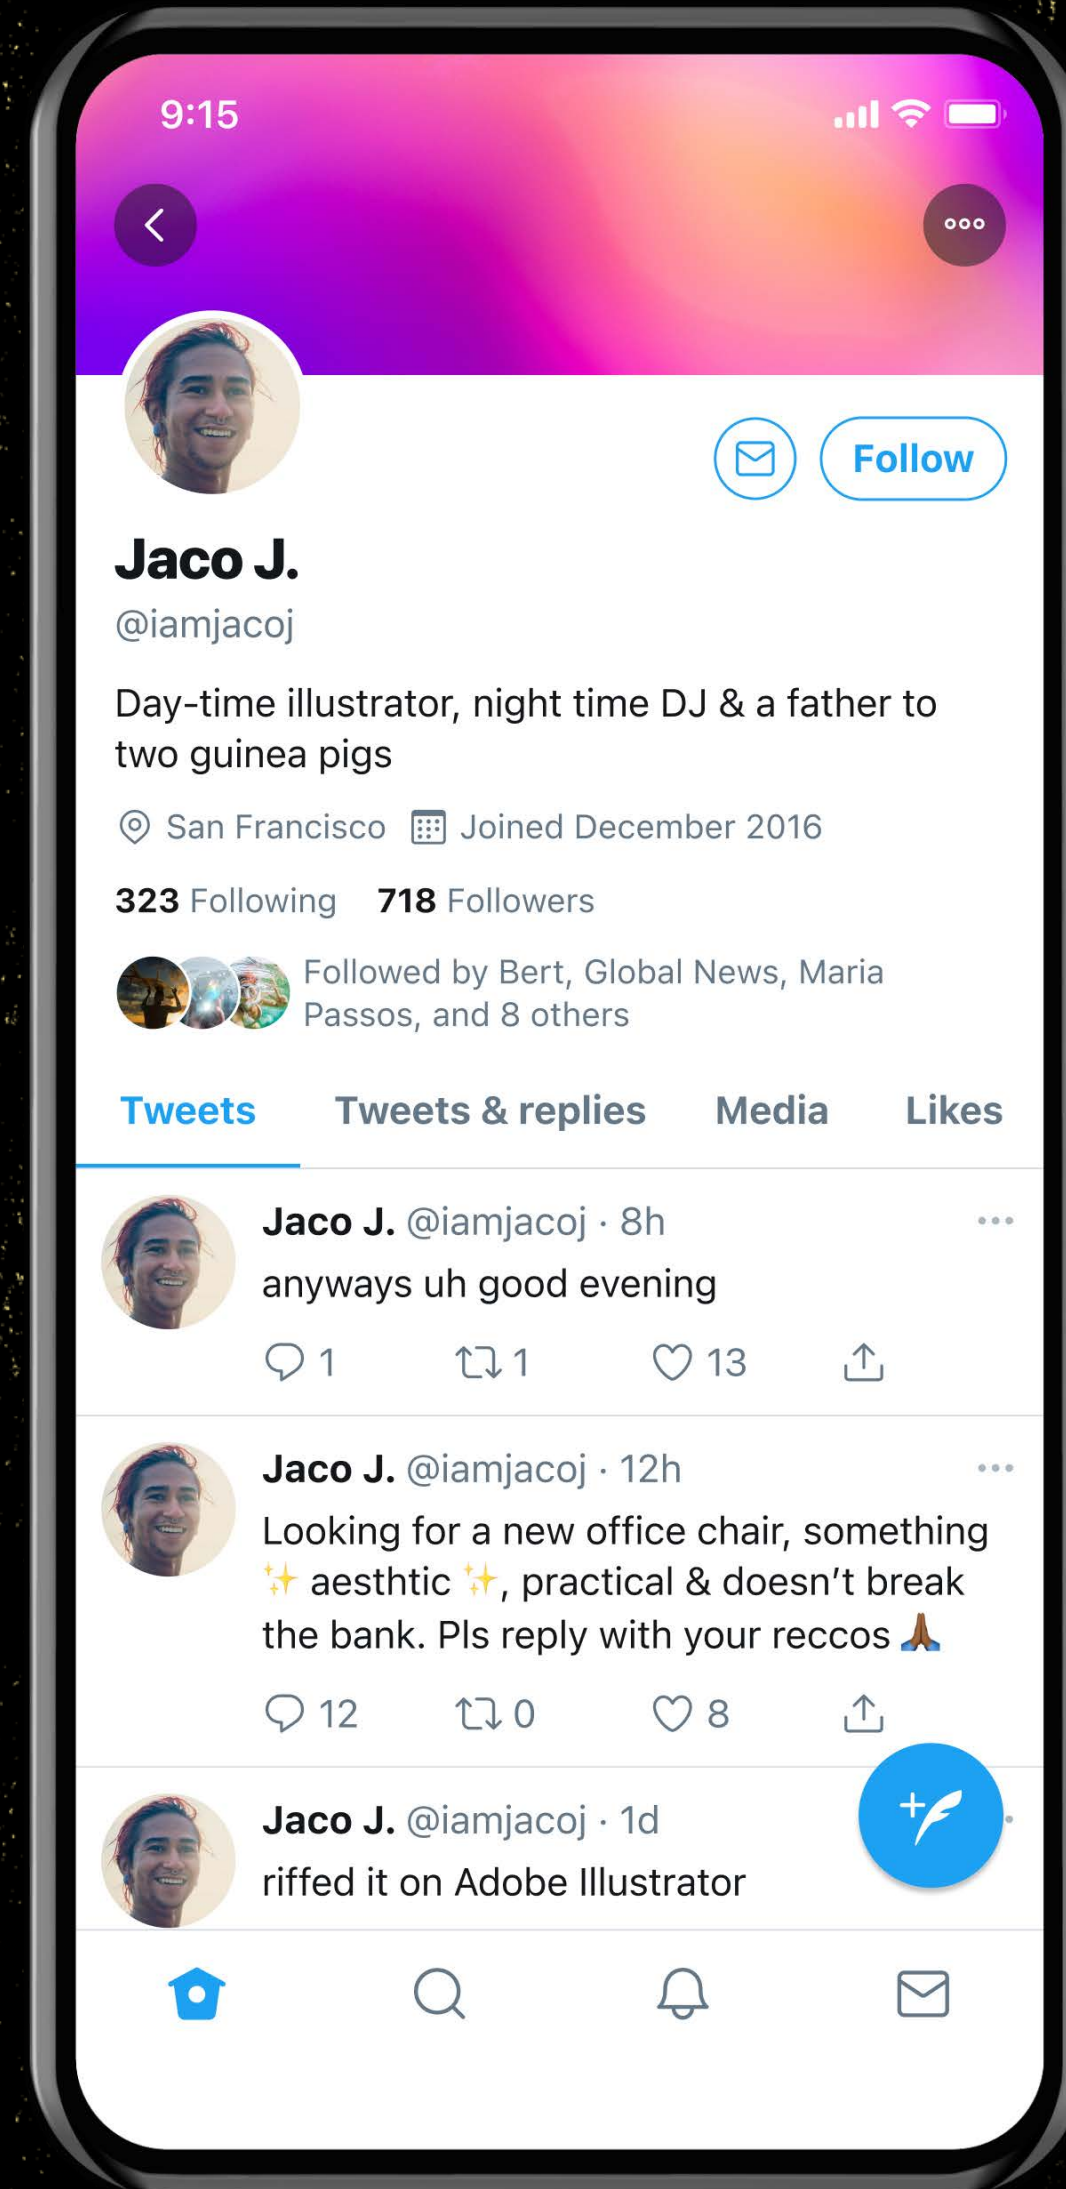 9:15
Follow
Jaco J.
@iamjacoj
Day-time illustrator, night time DJ & a father to
two guinea pigs
San Francisco Joined December 2016
323 Following 718 Followers
Followed by Bert, Global News, Maria
Passos, and 8 others
Tweets Tweets & replies Media Likes
Jaco J. @iamjacoj · 8h
anyways uh good evening
1 1 13
Jaco J. @iamjacoj · 12h
Looking for a new office chair, something
✨ aesthtic ✨, practical & doesn’t break
the bank. Pls reply with your reccos 🙏🏾
12 0 8
Jaco J. @iamjacoj · 1d
riffed it on Adobe Illustrator